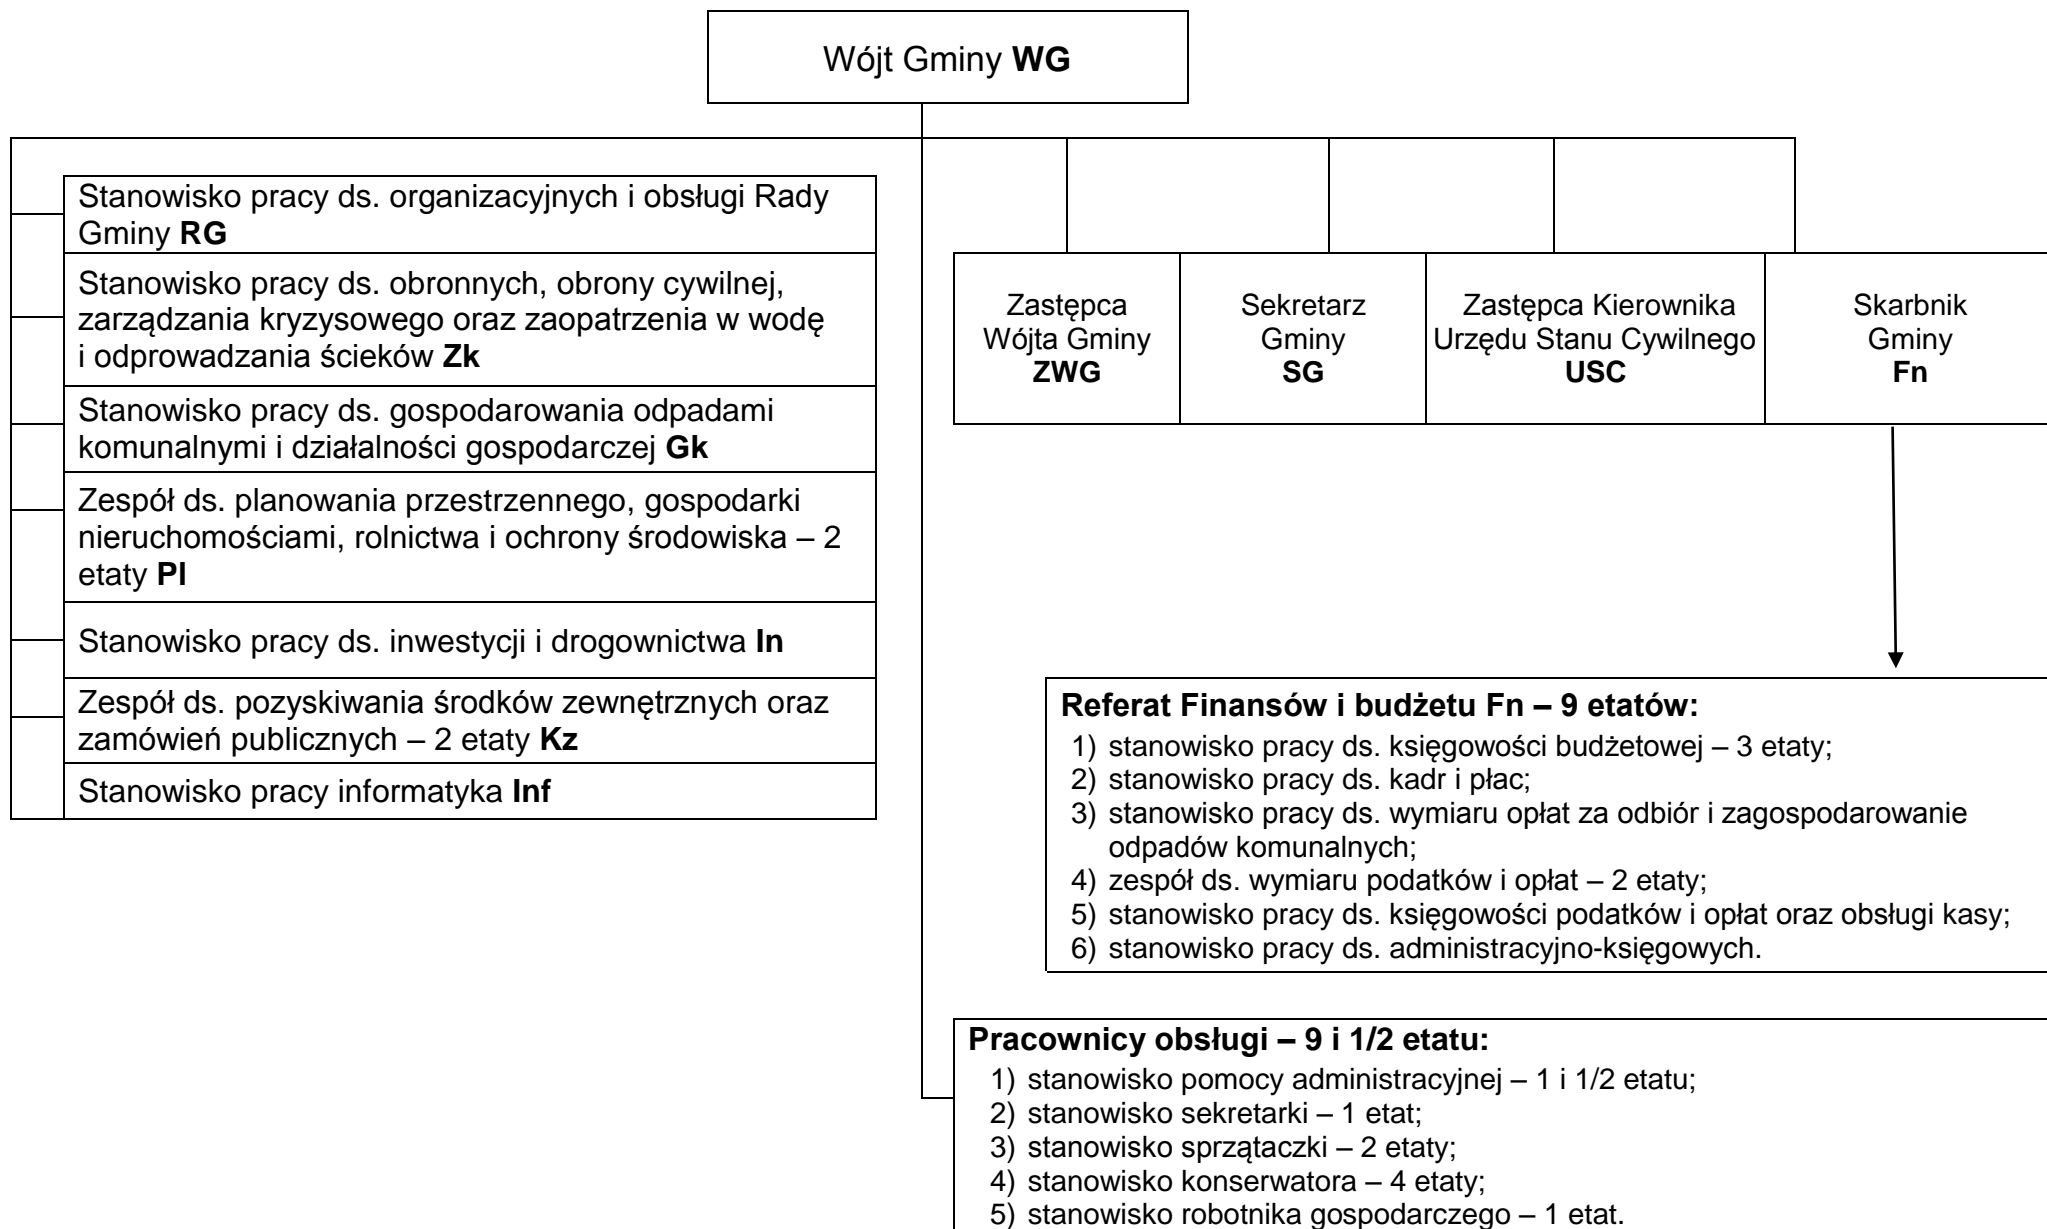 Wójt Gminy WG
Stanowisko pracy ds. organizacyjnych i obsługi Rady
Gminy RG
Stanowisko pracy ds. obronnych, obrony cywilnej,
zarządzania kryzysowego oraz zaopatrzenia w wodę
i odprowadzania ścieków Zk
Stanowisko pracy ds. gospodarowania odpadami
komunalnymi i działalności gospodarczej Gk
Zespół ds. planowania przestrzennego, gospodarki
nieruchomościami, rolnictwa i ochrony środowiska – 2
etaty Pl
Stanowisko pracy ds. inwestycji i drogownictwa In
Zespół ds. pozyskiwania środków zewnętrznych oraz
zamówień publicznych – 2 etaty Kz
Stanowisko pracy informatyka Inf
Zastępca
Wójta Gminy
ZWG
Sekretarz
Gminy
SG
Zastępca Kierownika
Urzędu Stanu Cywilnego
USC
Skarbnik
Gminy
Fn
Referat Finansów i budżetu Fn – 9 etatów:
1) stanowisko pracy ds. księgowości budżetowej – 3 etaty;
2) stanowisko pracy ds. kadr i płac;
3) stanowisko pracy ds. wymiaru opłat za odbiór i zagospodarowanie
odpadów komunalnych;
4) zespół ds. wymiaru podatków i opłat – 2 etaty;
5) stanowisko pracy ds. księgowości podatków i opłat oraz obsługi kasy;
6) stanowisko pracy ds. administracyjno-księgowych.
Pracownicy obsługi – 9 i 1/2 etatu:
1) stanowisko pomocy administracyjnej – 1 i 1/2 etatu;
2) stanowisko sekretarki – 1 etat;
3) stanowisko sprzątaczki – 2 etaty;
4) stanowisko konserwatora – 4 etaty;
5) stanowisko robotnika gospodarczego – 1 etat.